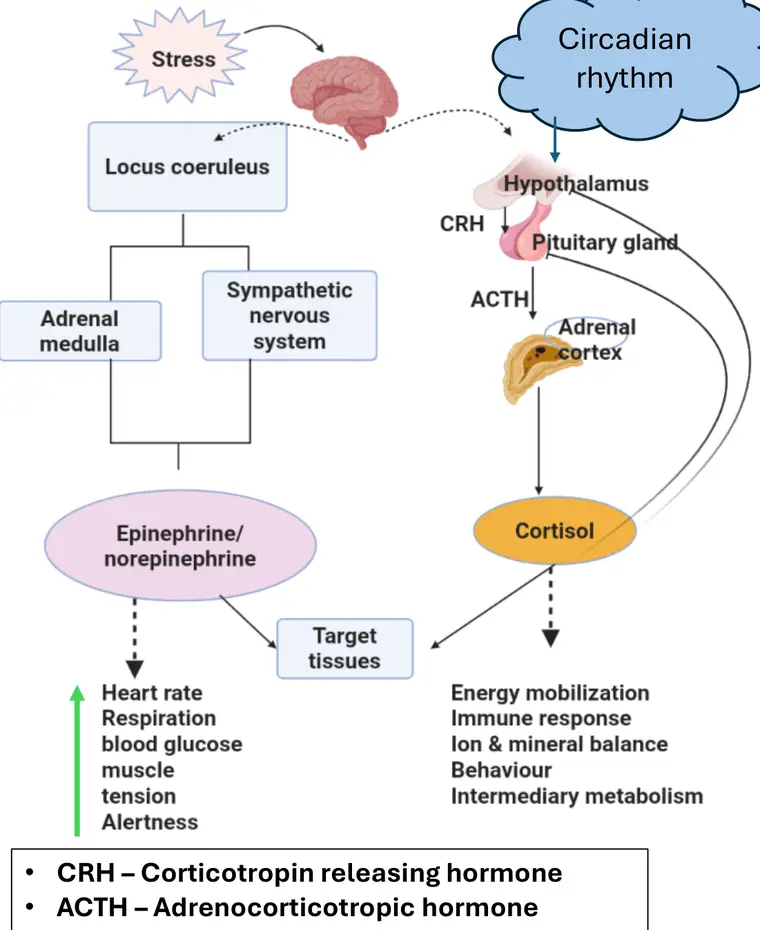 Stress
Circadian
rhythm
Locus coeruleus
Hypothalamus
CRH
Pituitary gland
Adrenal
medulla
Sympathetic
nervous
system
ACTH
Adrenal
cortex
Epinephrine/
norepinephrine
Cortisol
Target
tissues
Heart rate
Respiration
blood glucose
muscle
tension
Alertness
Energy mobilization
Immune response
Ion & mineral balance
Behaviour
Intermediary metabolism
• CRH – Corticotropin releasing hormone
• ACTH – Adrenocorticotropic hormone